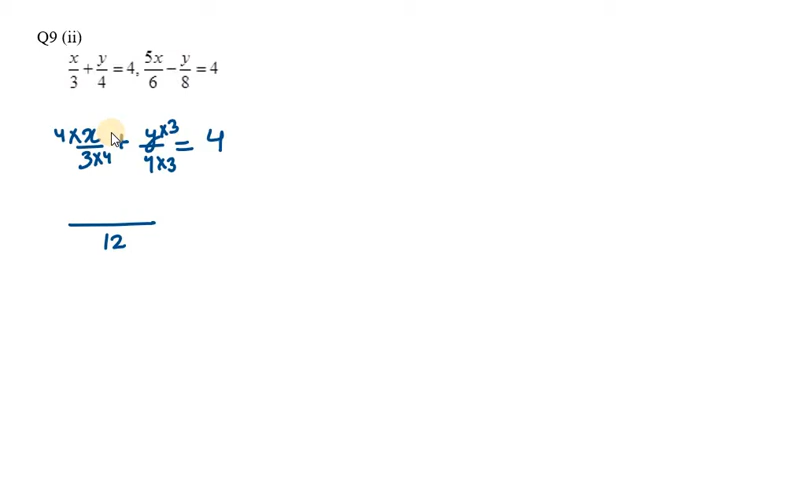 Q9 (ii)
x/3 + y/4 = 4, 5x/6 − y/8 = 4
4×x/3×4 + y×3/4×3 = 4
/12